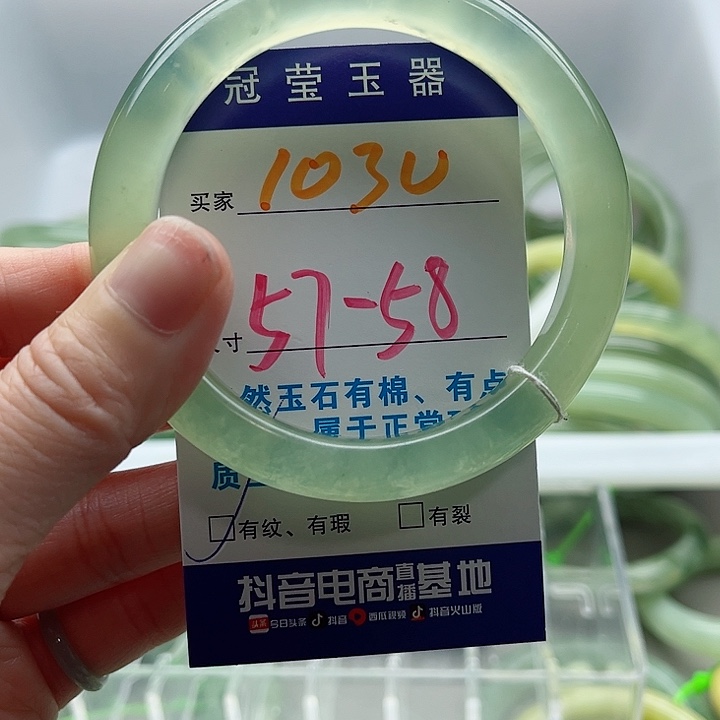 冠莹玉器
买家 1030
寸 57-58
然玉石有棉、有点
属于正常
质
有纹、有瑕 有裂
抖音电商直播基地
头条 今日头条 抖音 西瓜视频 抖音火山版